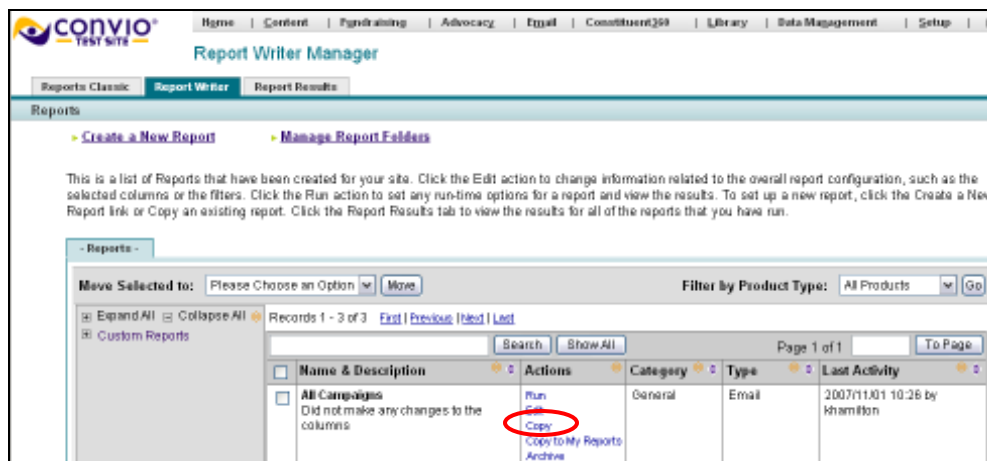 CONVIO
TEST SITE
Home | Content | Fundraising | Advocacy | Email | Constituent360 | Library | Data Management | Setup |
Report Writer Manager
Reports Classic Report Writer Report Results
Reports
Create a New Report Manage Report Folders
This is a list of Reports that have been created for your site. Click the Edit action to change information related to the overall report configuration, such as the
selected columns or the filters. Click the Run action to set any run-time options for a report and view the results. To set up a new report, click the Create a New
Report link or Copy an existing report. Click the Report Results tab to view the results for all of the reports that you have run.
- Reports -
Move Selected to: Please Choose an Option Move Filter by Product Type: All Products Go
Expand All Collapse All Records 1 - 3 of 3 First | Previous | Next | Last
Custom Reports
Search Show All Page 1 of 1 To Page
Name & Description Actions Category Type Last Activity
All Campaigns Run General Email 2007/11/01 10:26 by
Did not make any changes to the Edit khamilton
columns Copy
Copy to My Reports
Archive